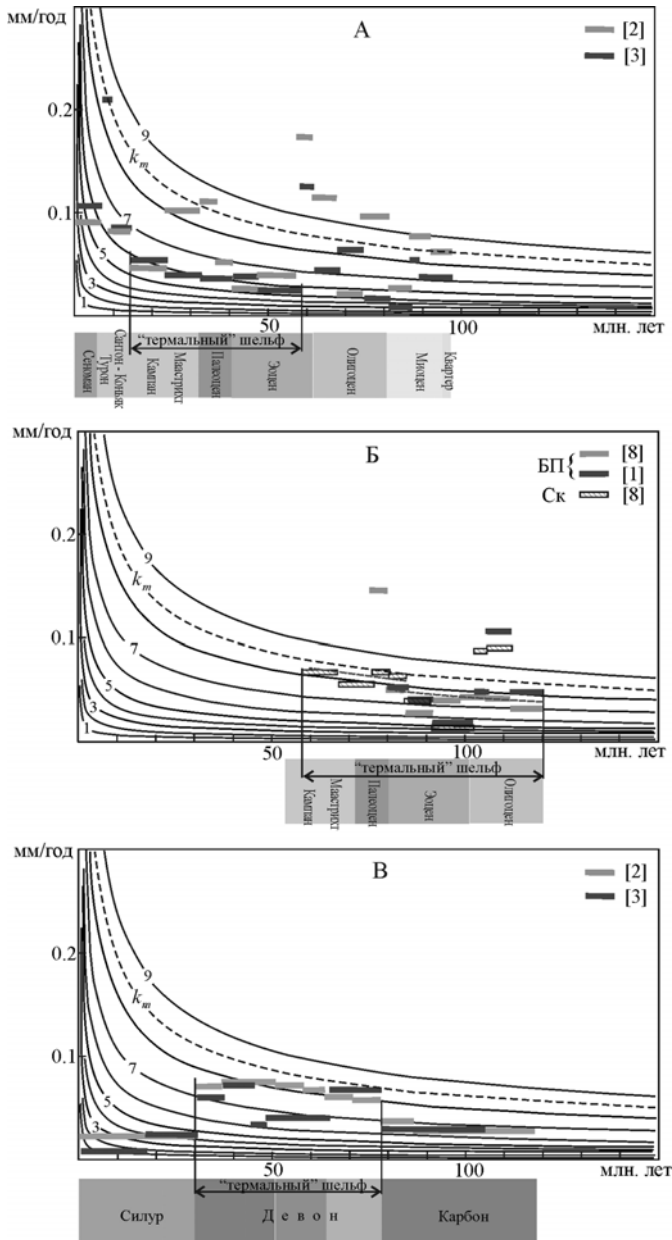 мм/год
А
[2]
[3]
0.2
9
k_m
0.1
7
5
3
1
50
100
млн. лет
“термальный” шельф
Сеноман
Турон
Сантон - Коньяк
Кампан
Маастрихт
Палеоцен
Эоцен
Олигоцен
Миоцен
Квартер
мм/год
Б
БП { [8]
[1]
Ск [8]
0.2
9
k_m
0.1
7
5
3
1
50
100
млн. лет
“термальный” шельф
Кампан
Маастрихт
Палеоцен
Эоцен
Олигоцен
мм/год
В
[2]
[3]
0.2
9
k_m
0.1
7
5
3
1
50
100
млн. лет
“термальный” шельф
Силур
Девон
Карбон